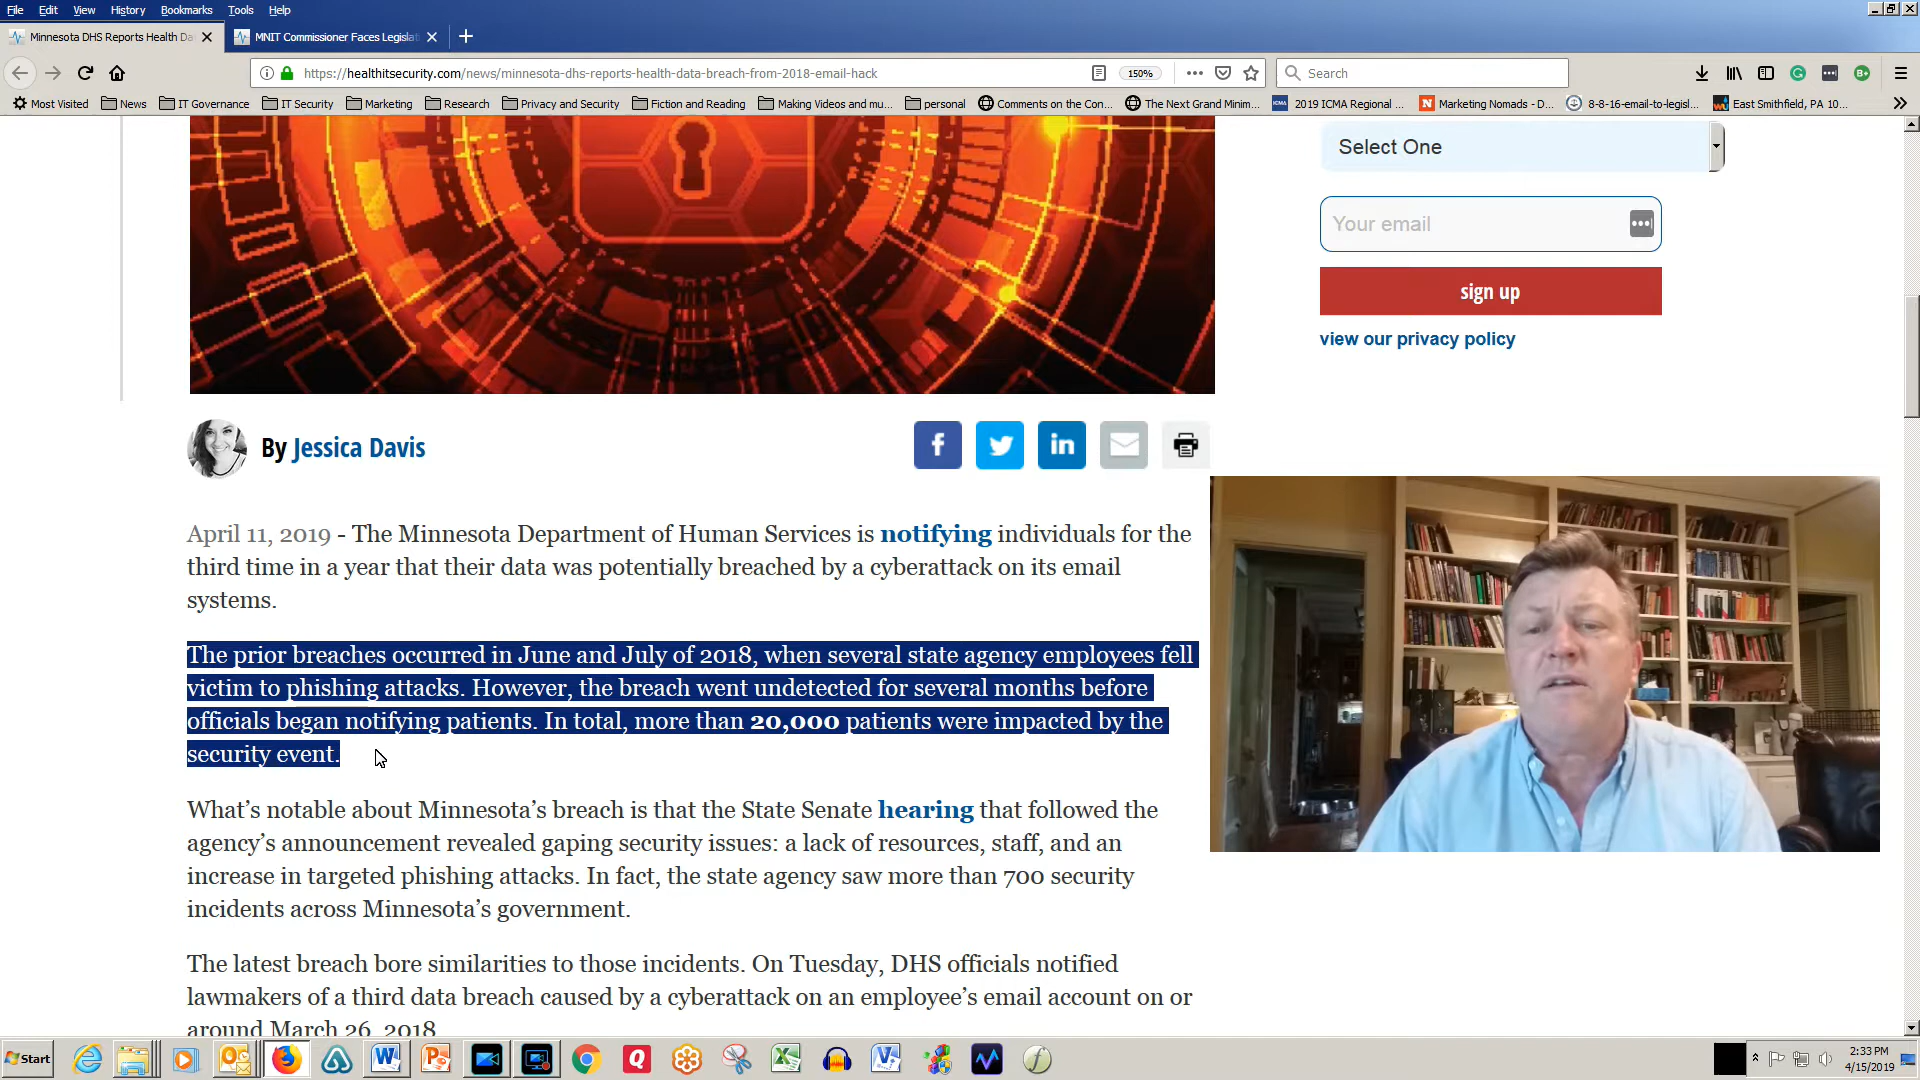 File Edit View History Bookmarks Tools Help
Minnesota DHS Reports Health Da
MNIT Commissioner Faces Legislat
https://healthitsecurity.com/news/minnesota-dhs-reports-health-data-breach-from-2018-email-hack
150%
Search
Most Visited News IT Governance IT Security Marketing Research Privacy and Security Fiction and Reading Making Videos and mu... personal Comments on the Con... The Next Grand Minim... ICMA 2019 ICMA Regional ... N Marketing Nomads - D... 8-8-16-email-to-legisl... East Smithfield, PA 10...
Select One
Your email
sign up
view our privacy policy
By Jessica Davis
April 11, 2019 - The Minnesota Department of Human Services is notifying individuals for the
third time in a year that their data was potentially breached by a cyberattack on its email
systems.
The prior breaches occurred in June and July of 2018, when several state agency employees fell
victim to phishing attacks. However, the breach went undetected for several months before
officials began notifying patients. In total, more than 20,000 patients were impacted by the
security event.
What's notable about Minnesota's breach is that the State Senate hearing that followed the
agency's announcement revealed gaping security issues: a lack of resources, staff, and an
increase in targeted phishing attacks. In fact, the state agency saw more than 700 security
incidents across Minnesota's government.
The latest breach bore similarities to those incidents. On Tuesday, DHS officials notified
lawmakers of a third data breach caused by a cyberattack on an employee's email account on or
around March 26, 2018
Start
2:33 PM
4/15/2019